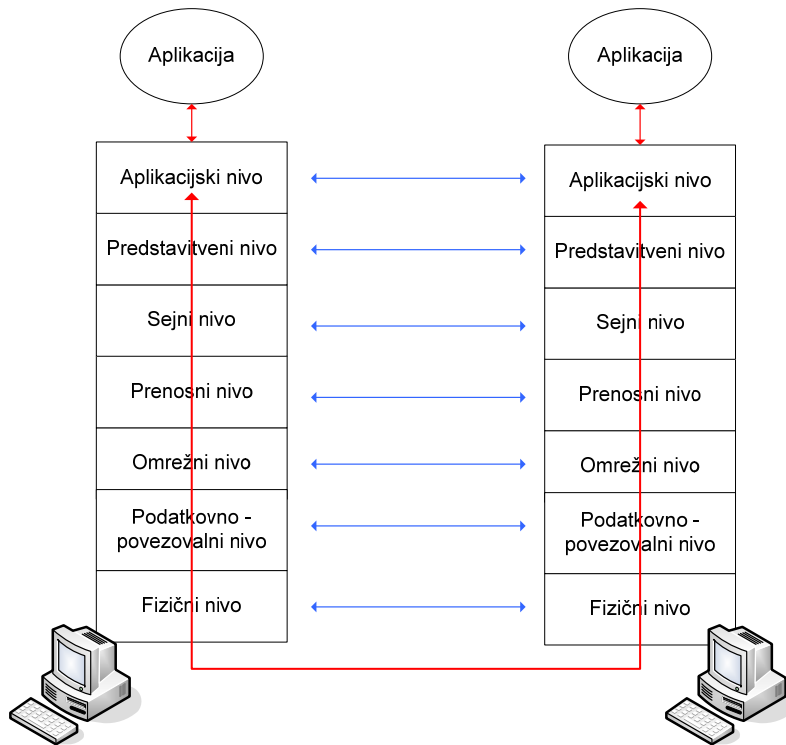 Aplikacija
Aplikacija
Aplikacijski nivo
Aplikacijski nivo
Predstavitveni nivo
Predstavitveni nivo
Sejni nivo
Sejni nivo
Prenosni nivo
Prenosni nivo
Omrežni nivo
Omrežni nivo
Podatkovno -
povezovalni nivo
Podatkovno -
povezovalni nivo
Fizični nivo
Fizični nivo